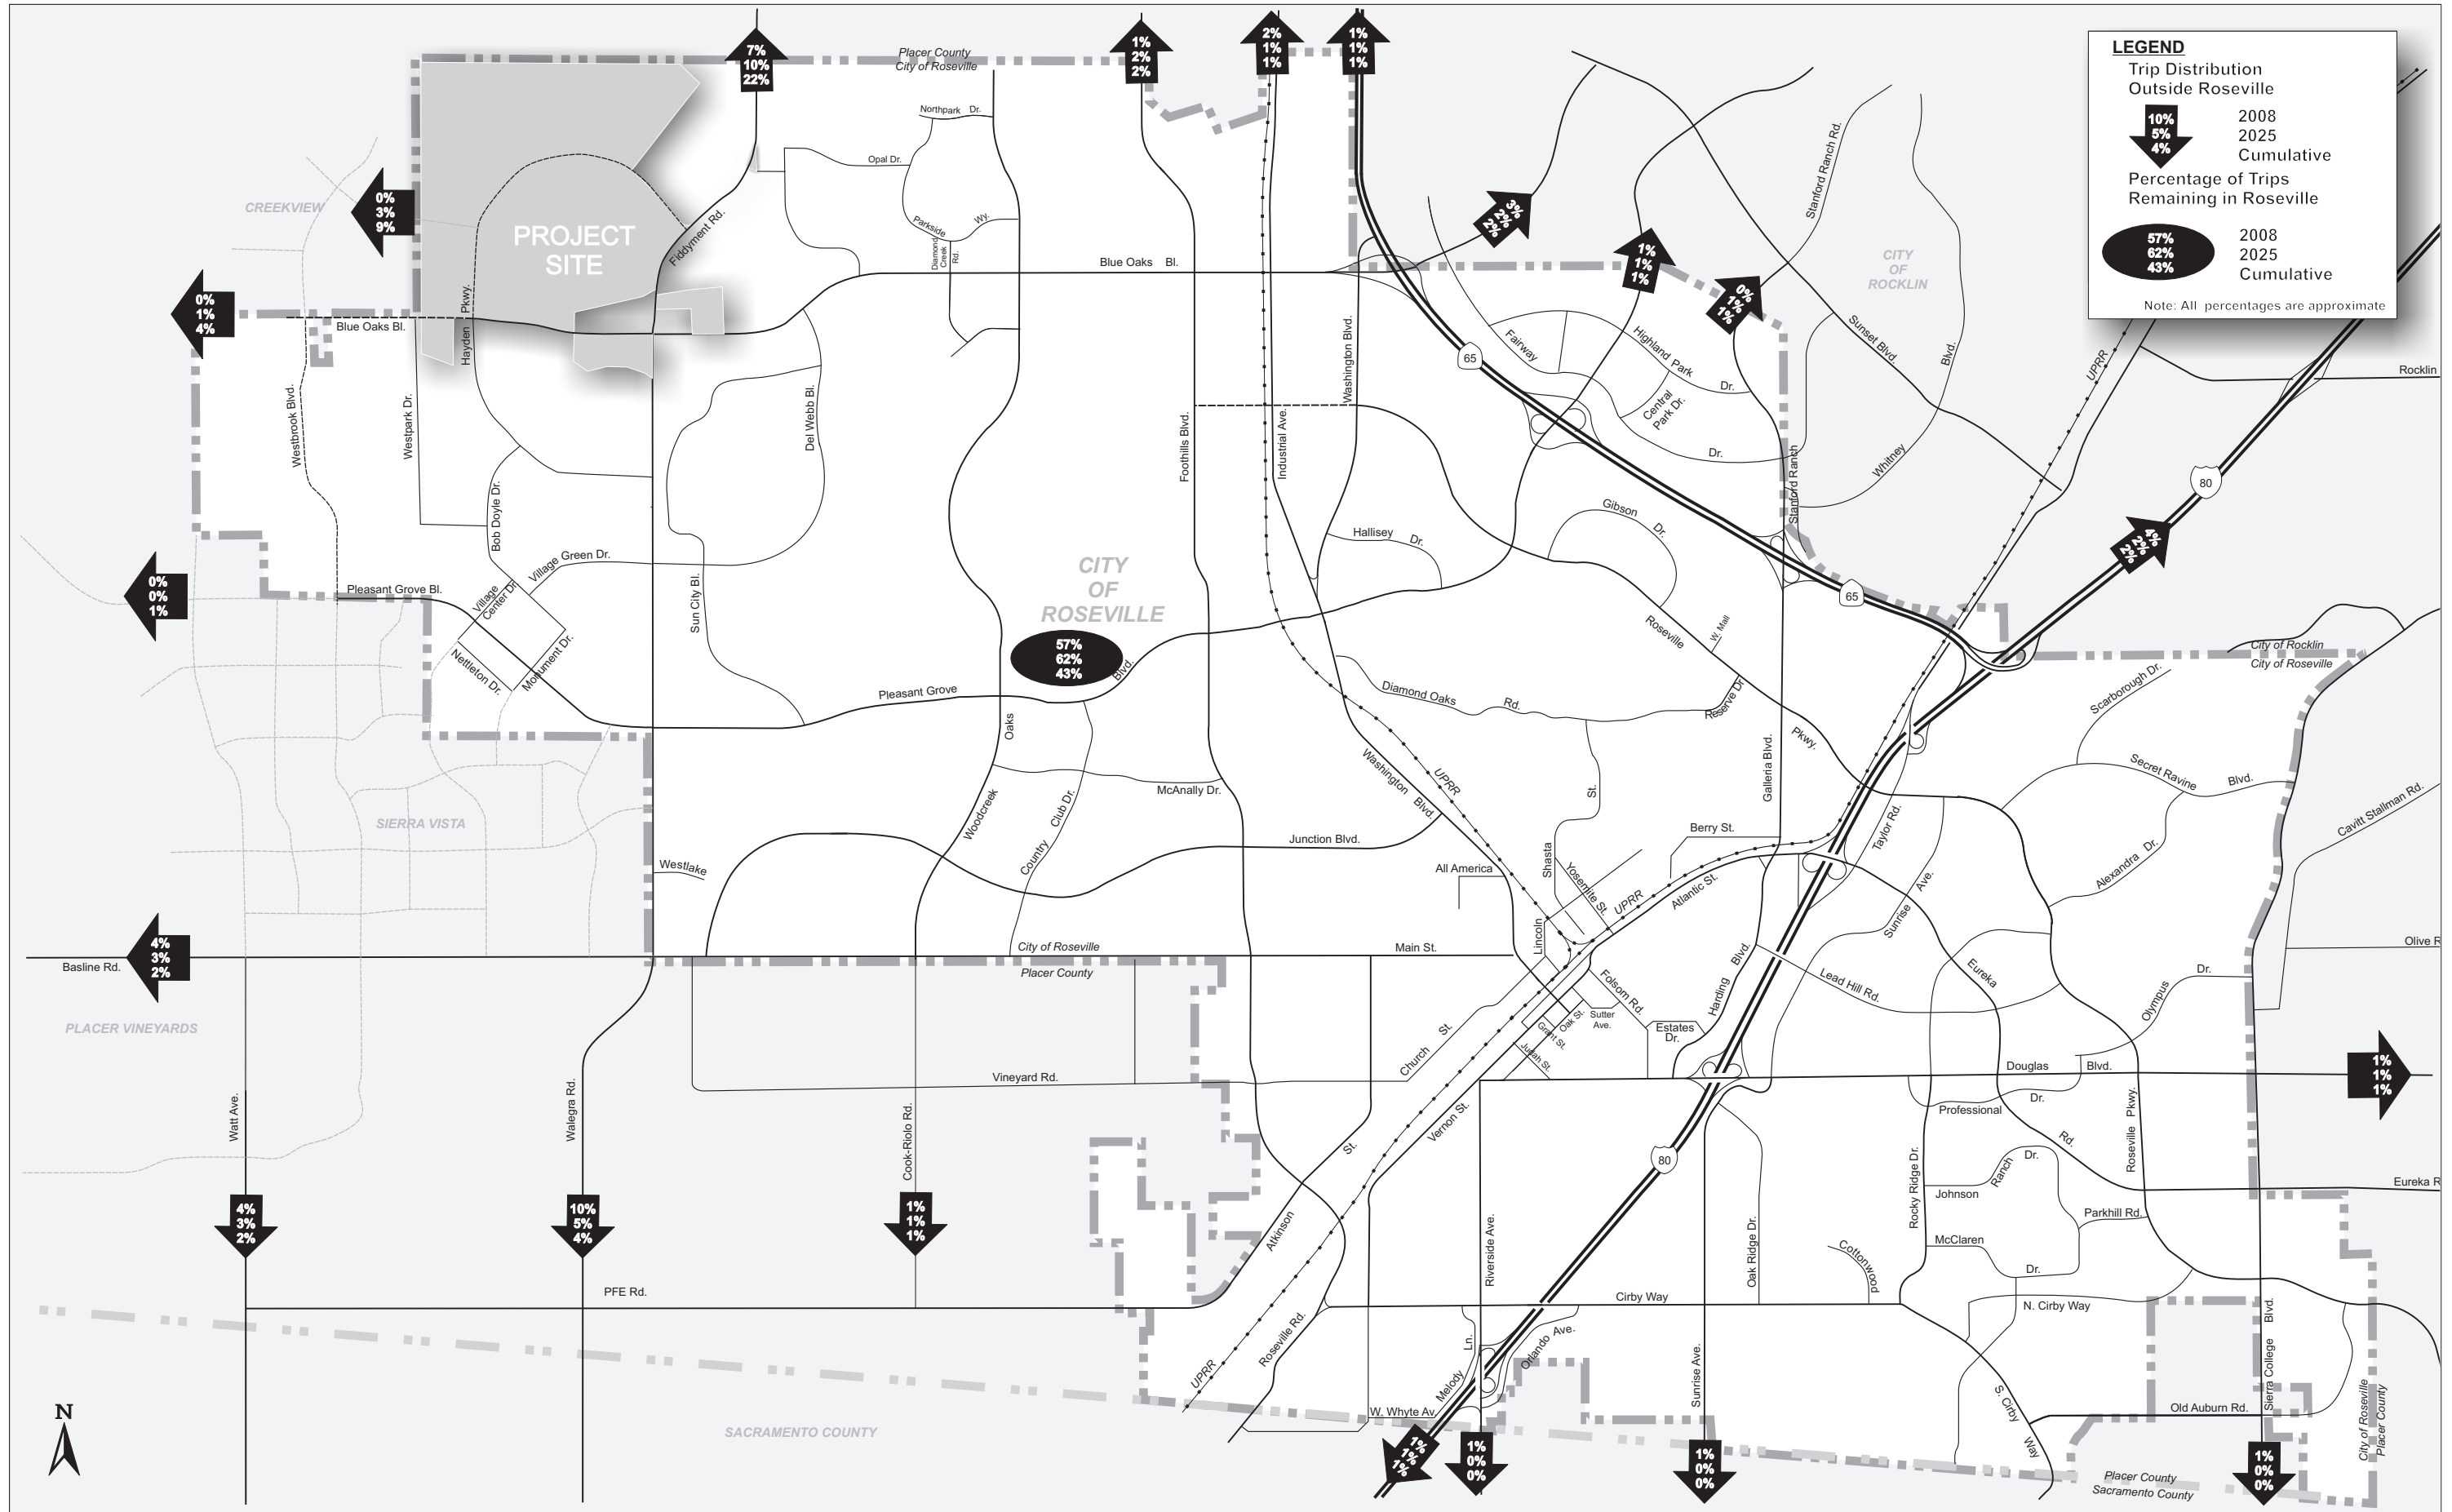 7%
10%
22%
Placer County
City of Roseville
1%
2%
2%
2%
1%
1%
1%
1%
1%
LEGEND
Trip Distribution
Outside Roseville
10%
5%
4%
2008
2025
Cumulative
Percentage of Trips
Remaining in Roseville
57%
62%
43%
2008
2025
Cumulative
Note: All percentages are approximate
Northpark Dr.
Opal Dr.
Parkside Wy.
Diamond
Creek
Rd.
Stanford Ranch Rd.
CREEKVIEW
0%
3%
9%
PROJECT
SITE
Fiddyment Rd.
3%
2%
2%
1%
1%
1%
0%
1%
1%
CITY
OF
ROCKLIN
Blue Oaks Bl.
0%
1%
4%
Blue Oaks Bl.
Hayden Pkwy.
Washington Blvd.
65
Fairway
Highland Park
Dr.
Central
Park Dr.
Dr.
Sunset Blvd.
Blvd.
Whitney
UPRR
Rocklin
Westbrook Blvd.
Westpark Dr.
Del Webb Bl.
Foothills Blvd.
Industrial Ave.
Stanford Ranch
80
Bob Doyle Dr.
Village Green Dr.
Hallisey Dr.
Gibson Dr.
4%
2%
2%
0%
0%
1%
Pleasant Grove Bl.
Village
Center Dr.
Sun City Bl.
CITY
OF
ROSEVILLE
57%
62%
43%
65
Roseville
W. Mall
Nettleton Dr.
Monument Dr.
Pleasant Grove
Blvd.
Diamond Oaks Rd.
Reserve Dr.
City of Rocklin
City of Roseville
Scarborough Dr.
Oaks
Pkwy.
Galleria Blvd.
Washington Blvd.
UPRR
St.
Secret Ravine Blvd.
McAnally Dr.
Woodcreek
Country Club Dr.
SIERRA VISTA
Junction Blvd.
Berry St.
Taylor Rd.
Cavitt Stallman Rd.
Westlake
All America
Shasta
Yosemite St.
UPRR
Atlantic St.
Sunrise Ave.
Alexandra Dr.
4%
3%
2%
Basline Rd.
City of Roseville
Placer County
Main St.
Lincoln
Harding Blvd.
Lead Hill Rd.
Eureka
Olive R
Dr.
Olympus
PLACER VINEYARDS
Folsom Rd.
Sutter
Ave.
Oak St.
Grant St.
Judah St.
Estates
Dr.
Church St.
Vineyard Rd.
Douglas Blvd.
1%
1%
1%
Watt Ave.
Walegra Rd.
Cook-Riolo Rd.
Vernon St.
St.
Professional
Dr.
Rd.
Roseville Pkwy.
80
Johnson
Ranch
Dr.
Eureka R
4%
3%
2%
10%
5%
4%
1%
1%
1%
Atkinson
Riverside Ave.
Oak Ridge Dr.
Rocky Ridge Dr.
Parkhill Rd.
McClaren
Dr.
Cottonwood
PFE Rd.
Cirby Way
N. Cirby Way
Roseville Rd.
UPRR
Ln.
Melody
Orlando Ave.
Sunrise Ave.
Sierra College Blvd.
City of Roseville
Placer County
N
SACRAMENTO COUNTY
W. Whyte Av.
S. Cirby
Way
Old Auburn Rd.
1%
1%
1%
1%
0%
0%
1%
0%
0%
1%
0%
0%
Placer County
Sacramento County